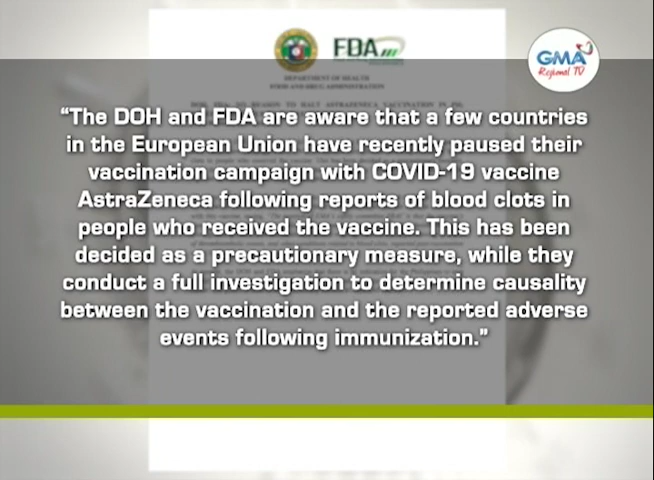 FDA
GMA
Regional TV
DEPARTMENT OF HEALTH
FOOD AND DRUG ADMINISTRATION
“The DOH and FDA are aware that a few countries
in the European Union have recently paused their
vaccination campaign with COVID-19 vaccine
AstraZeneca following reports of blood clots in
people who received the vaccine. This has been
decided as a precautionary measure, while they
conduct a full investigation to determine causality
between the vaccination and the reported adverse
events following immunization.”